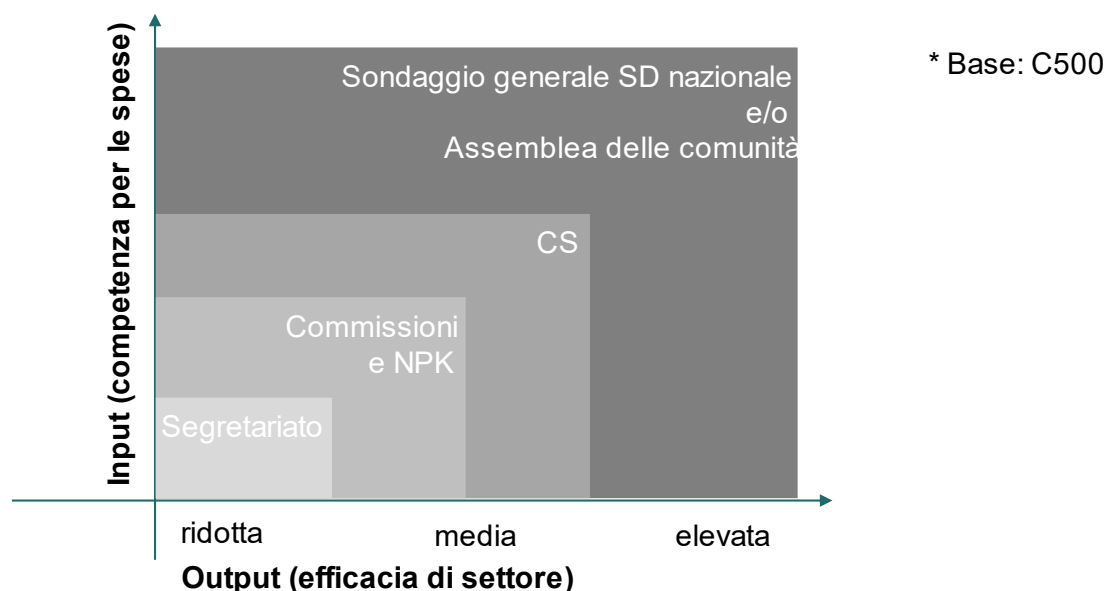 Input (competenza per le spese)
Sondaggio generale SD nazionale
e/o
Assemblea delle comunità
* Base: C500
CS
Commissioni
e NPK
Segretariato
ridotta
media
elevata
Output (efficacia di settore)